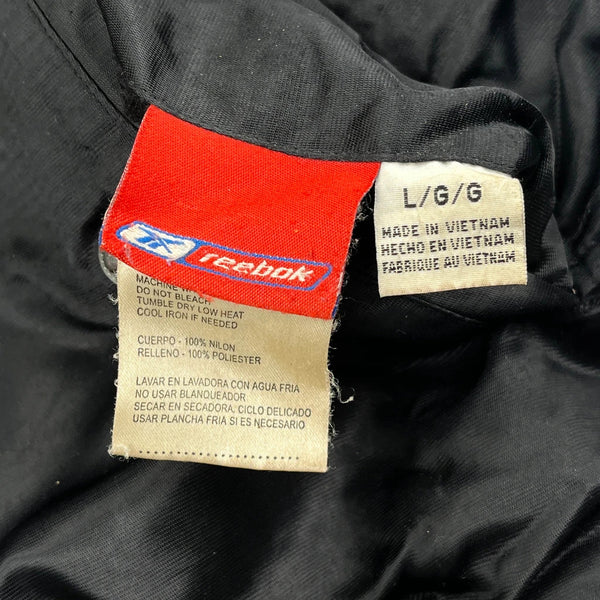 reebok
L/G/G
MADE IN VIETNAM
HECHO EN VIETNAM
FABRIQUE AU VIETNAM
MACHINE
DO NOT BLEACH
TUMBLE DRY LOW HEAT
COOL IRON IF NEEDED
CUERPO - 100% NILON
RELLENO - 100% POLIESTER
LAVAR EN LAVADORA CON AGUA FRIA
NO USAR BLANQUEADOR
SECAR EN SECADORA, CICLO DELICADO
USAR PLANCHA FRIA SI ES NECESARIO